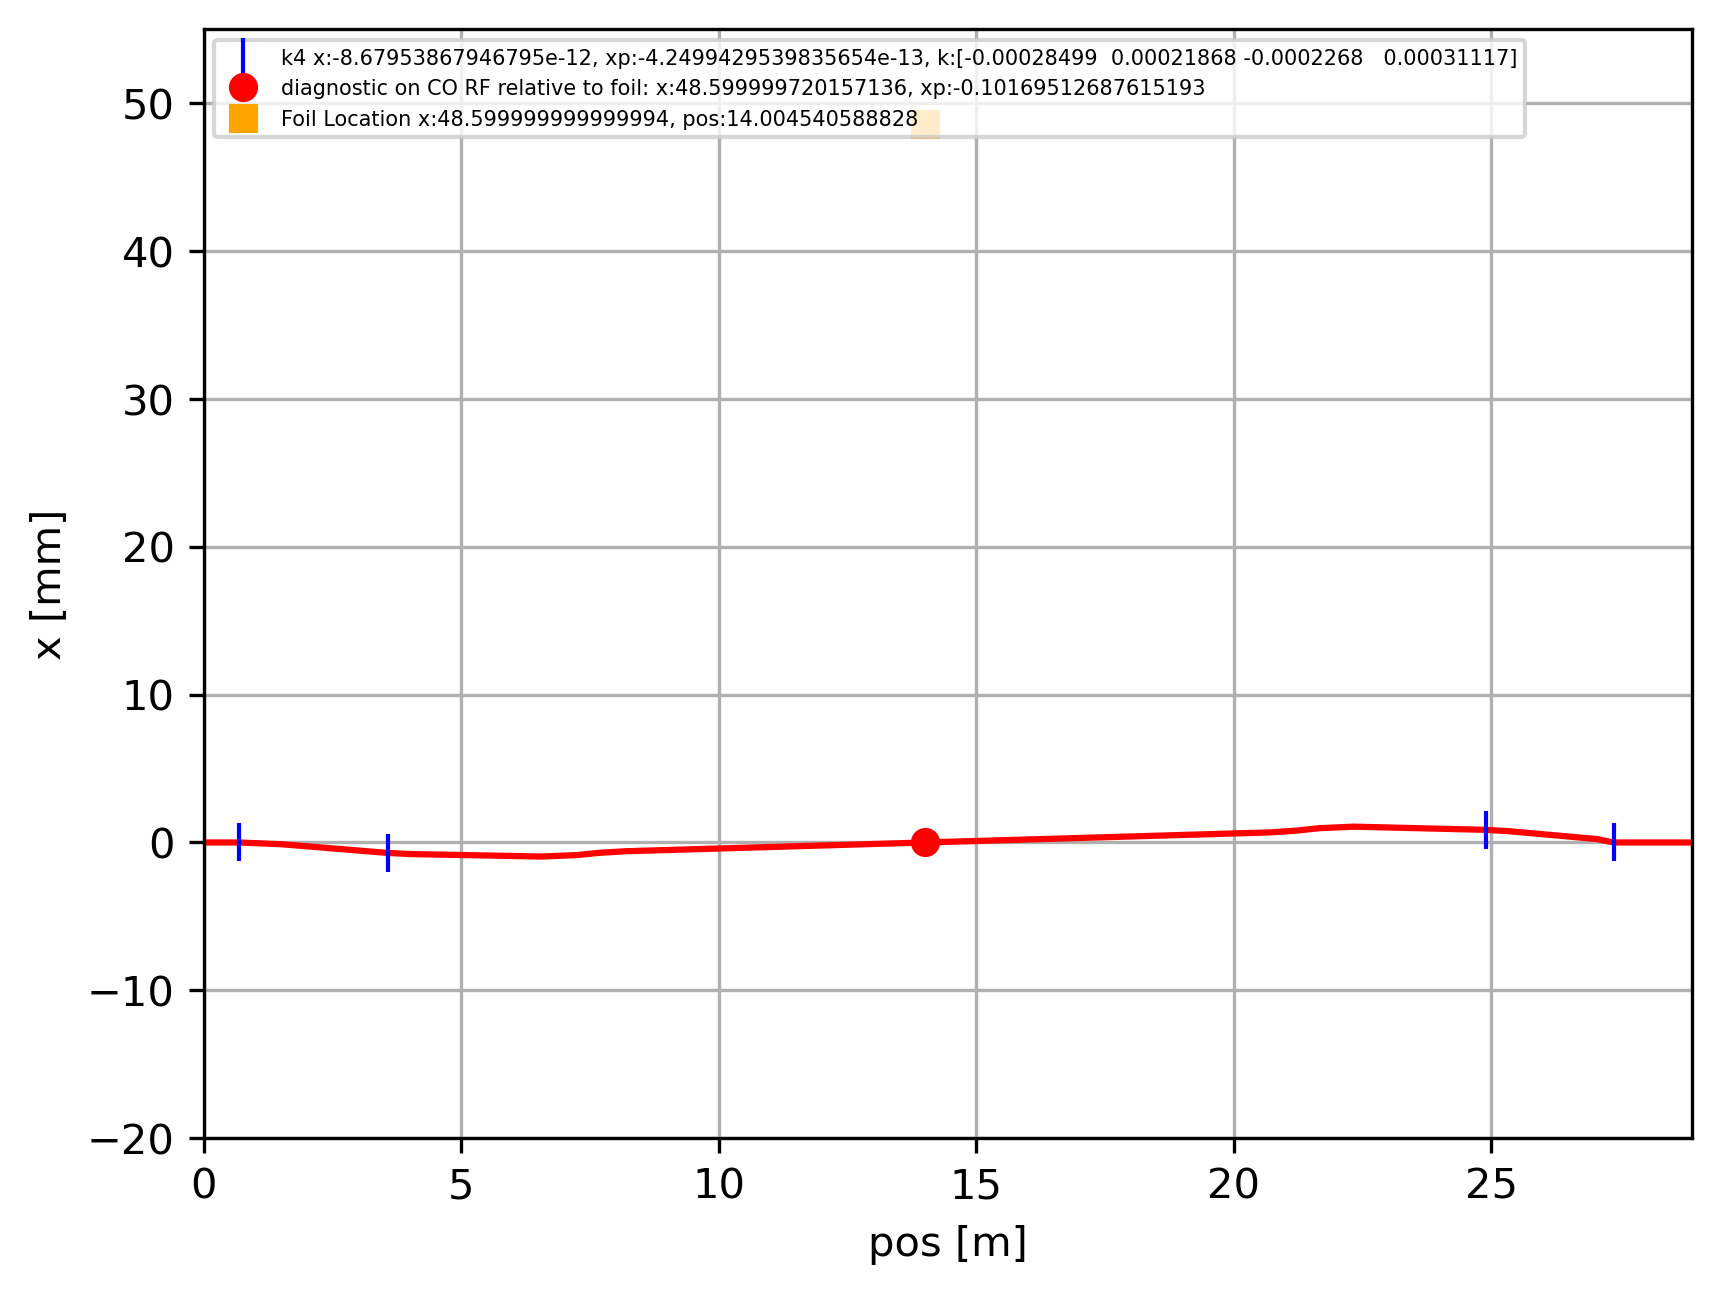 k4 x:-8.67953867946795e-12, xp:-4.2499429539835654e-13, k:[-0.00028499 0.00021868 -0.0002268 0.00031117]
diagnostic on CO RF relative to foil: x:48.599999720157136, xp:-0.10169512687615193
Foil Location x:48.599999999999994, pos:14.004540588828
50
40
30
20
10
0
−10
−20
x [mm]
0 5 10 15 20 25
pos [m]